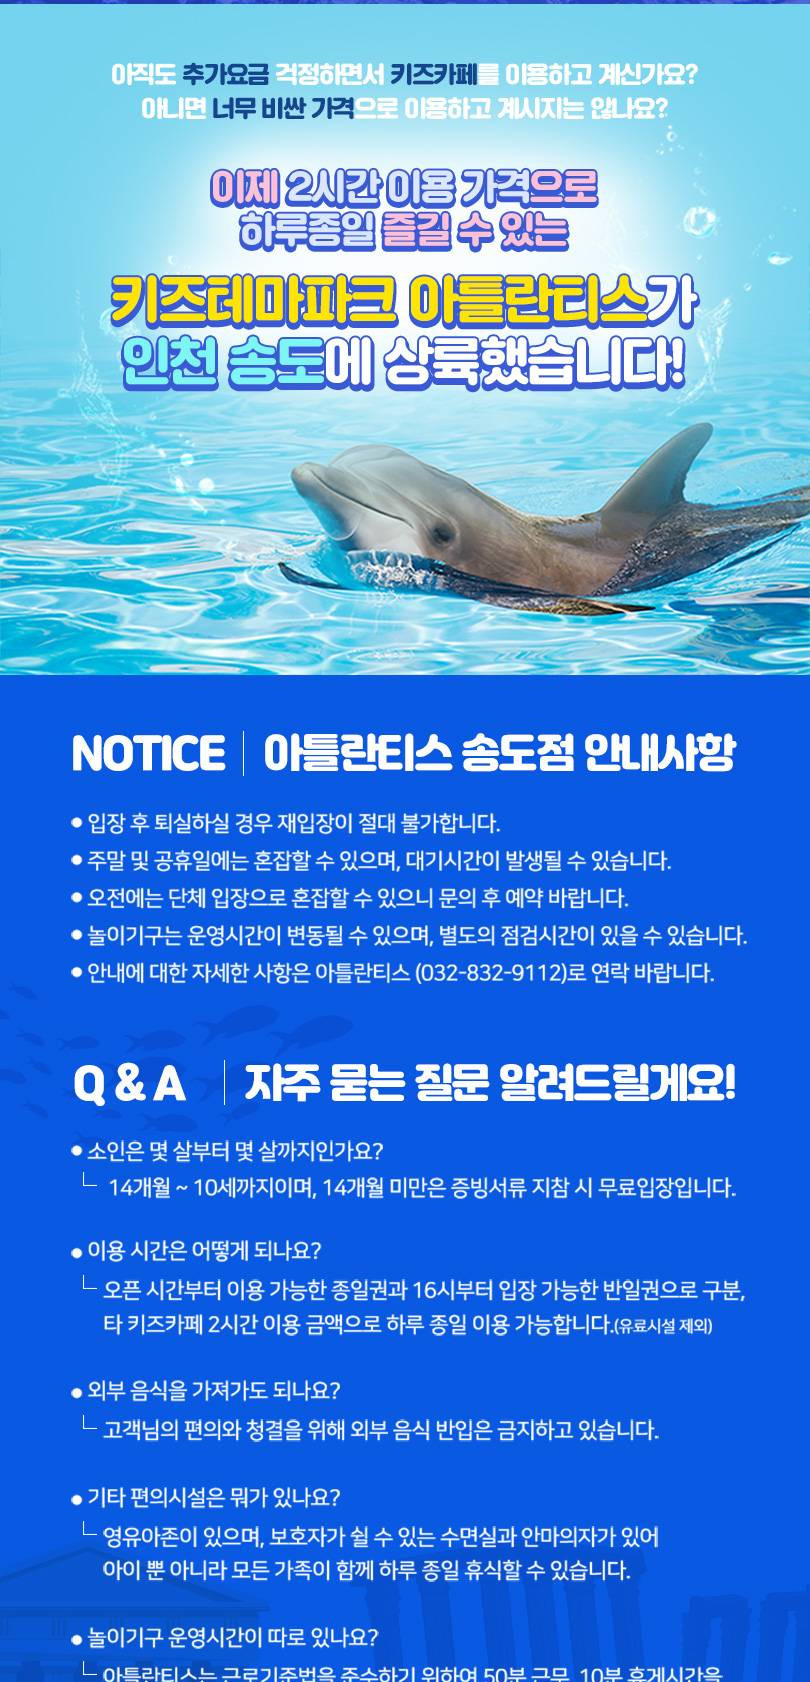 아직도 추가요금 걱정하면서 키즈카페를 이용하고 계신가요?
아니면 너무 비싼 가격으로 이용하고 계시지는 않나요?
이제 2시간 이용 가격으로
하루종일 즐길 수 있는
키즈테마파크 아틀란티스가
인천 송도에 상륙했습니다!
NOTICE | 아틀란티스 송도점 안내사항
• 입장 후 퇴실하실 경우 재입장이 절대 불가합니다.
• 주말 및 공휴일에는 혼잡할 수 있으며, 대기시간이 발생될 수 있습니다.
• 오전에는 단체 입장으로 혼잡할 수 있으니 문의 후 예약 바랍니다.
• 놀이기구는 운영시간이 변동될 수 있으며, 별도의 점검시간이 있을 수 있습니다.
• 안내에 대한 자세한 사항은 아틀란티스 (032-832-9112)로 연락 바랍니다.
Q & A | 자주 묻는 질문 알려드릴게요!
• 소인은 몇 살부터 몇 살까지인가요?
└ 14개월 ~ 10세까지이며, 14개월 미만은 증빙서류 지참 시 무료입장입니다.
• 이용 시간은 어떻게 되나요?
└ 오픈 시간부터 이용 가능한 종일권과 16시부터 입장 가능한 반일권으로 구분,
타 키즈카페 2시간 이용 금액으로 하루 종일 이용 가능합니다.(유료시설 제외)
• 외부 음식을 가져가도 되나요?
└ 고객님의 편의와 청결을 위해 외부 음식 반입은 금지하고 있습니다.
• 기타 편의시설은 뭐가 있나요?
└ 영유아존이 있으며, 보호자가 쉴 수 있는 수면실과 안마의자가 있어
아이 뿐 아니라 모든 가족이 함께 하루 종일 휴식할 수 있습니다.
• 놀이기구 운영시간이 따로 있나요?
└ 아틀란티스는 근로기준법을 준수하기 위하여 50분 근무, 10분 휴게시간을